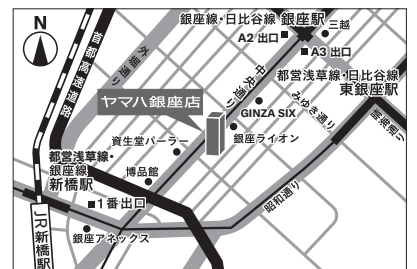 N
銀座線・日比谷線 銀座駅
A2 出口
三越
A3 出口
首都高速道路
外堀通り
中央通り
都営浅草線・日比谷線
東銀座駅
みゆき通り
晴海通り
ヤマハ銀座店
GINZA SIX
銀座ライオン
資生堂パーラー
都営浅草線・
銀座線
新橋駅
博品館
昭和通り
1番出口
銀座アネックス
JR新橋駅